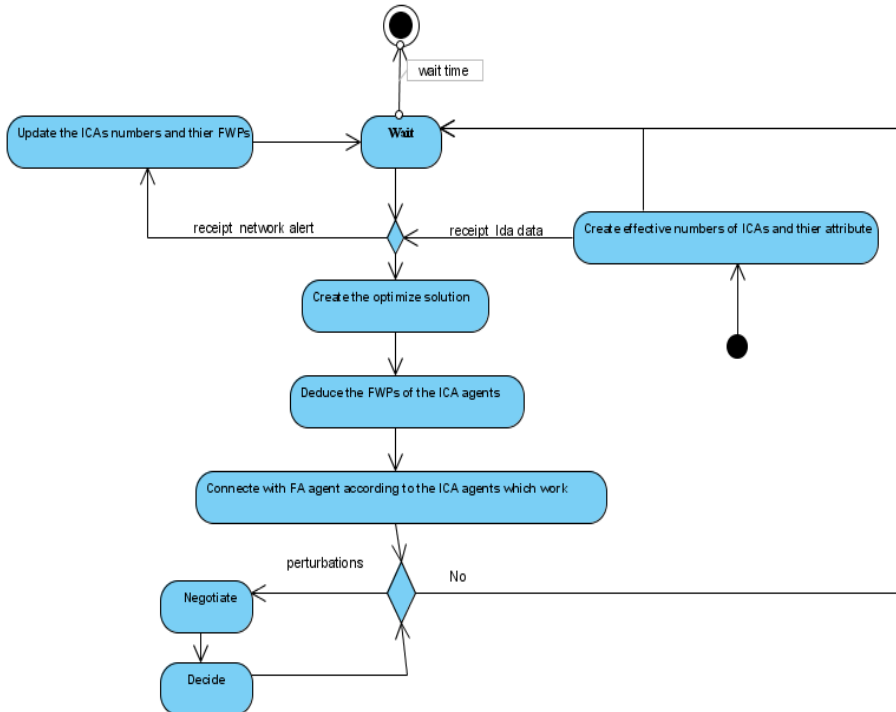 wait time
Update the ICAs numbers and thier FWPs
Wait
receipt network alert
receipt Ida data
Create effective numbers of ICAs and thier attribute
Create the optimize solution
Deduce the FWPs of the ICA agents
Connecte with FA agent according to the ICA agents which work
perturbations
No
Negotiate
Decide